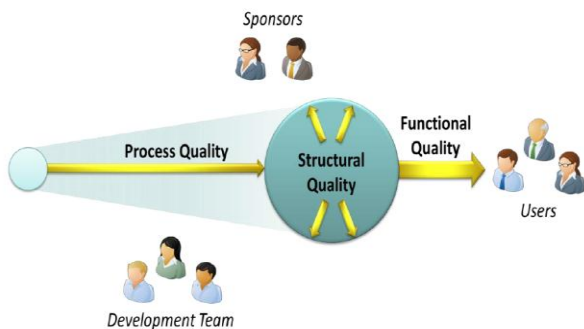 Sponsors
Process Quality
Structural
Quality
Functional
Quality
Users
Development Team